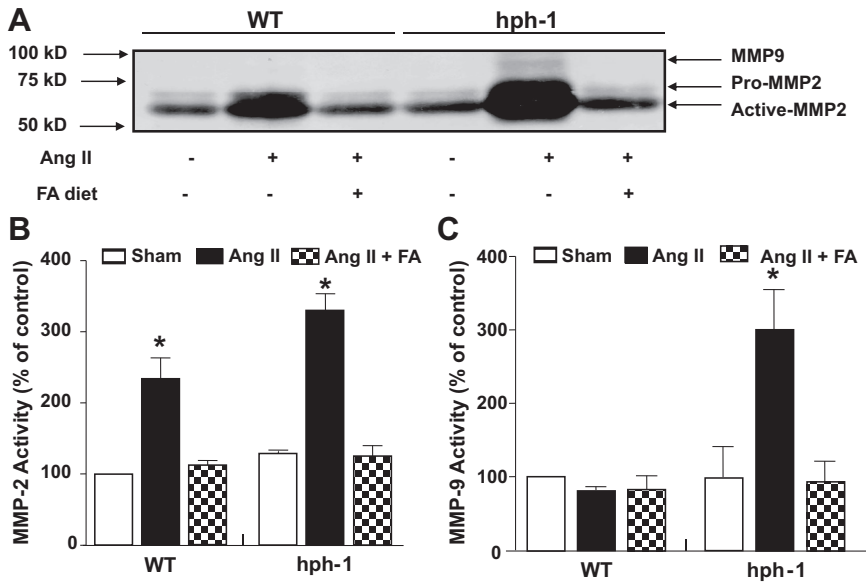 A
WT hph-1
100 kD
75 kD
50 kD
MMP9
Pro-MMP2
Active-MMP2
Ang II - + + - + +
FA diet - - + - - +
B
MMP-2 Activity (% of control)
400
300
200
100
0
Sham Ang II Ang II + FA
*
*
WT hph-1
C
MMP-9 Activity (% of control)
400
300
200
100
0
Sham Ang II Ang II + FA
*
WT hph-1